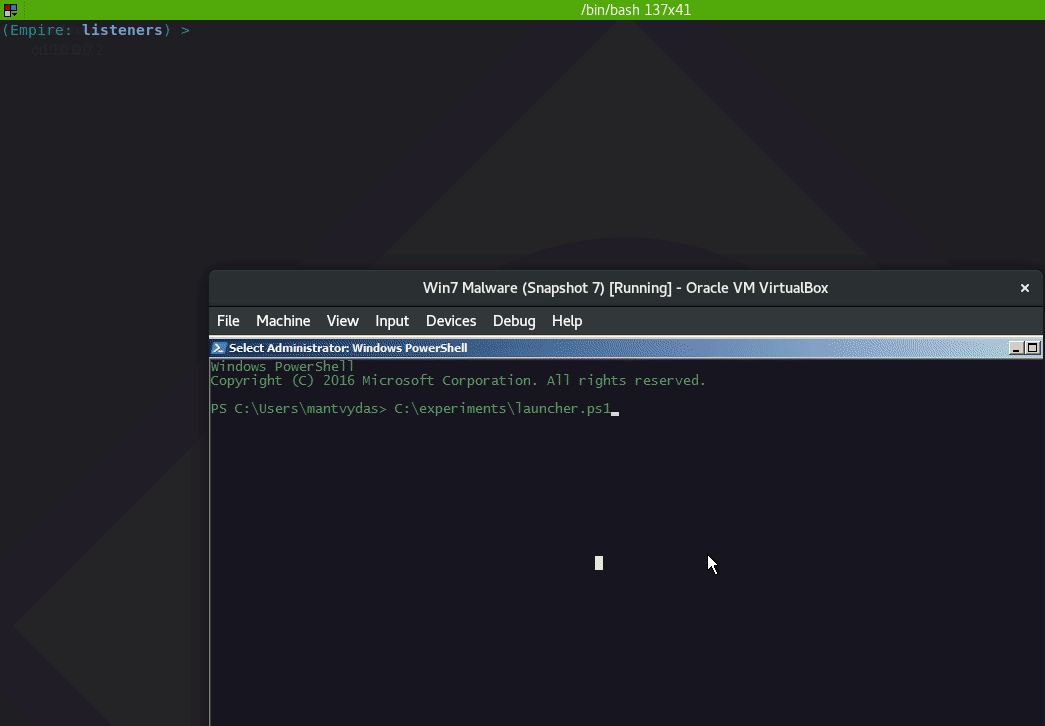 /bin/bash 137x41
(Empire: listeners) >
Win7 Malware (Snapshot 7) [Running] - Oracle VM VirtualBox
File Machine View Input Devices Debug Help
Select Administrator: Windows PowerShell
Windows PowerShell
Copyright (C) 2016 Microsoft Corporation. All rights reserved.
PS C:\Users\mantvydas> C:\experiments\launcher.ps1